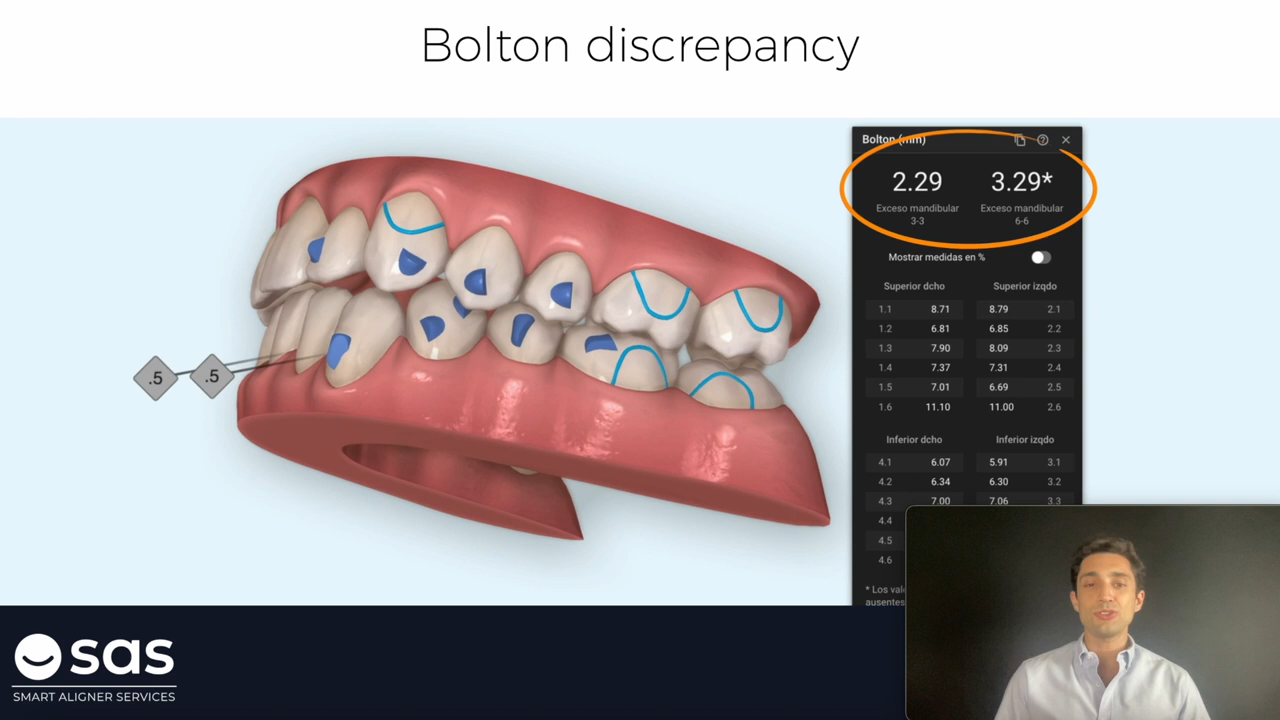 Bolton discrepancy
Bolton (mm)
2.29 3.29*
Exceso mandibular Exceso mandibular
3-3 6-6
Mostrar medidas en %
Superior dcho Superior izqdo
1.1 8.71 8.79 2.1
1.2 6.81 6.85 2.2
1.3 7.90 8.09 2.3
1.4 7.37 7.31 2.4
1.5 7.01 6.69 2.5
1.6 11.10 11.00 2.6
Inferior dcho Inferior izqdo
4.1 6.07 5.91 3.1
4.2 6.34 6.30 3.2
4.3 7.00 7.06 3.3
4.4
4.5
4.6
* Los
ausentes
.5 .5
sas
SMART ALIGNER SERVICES